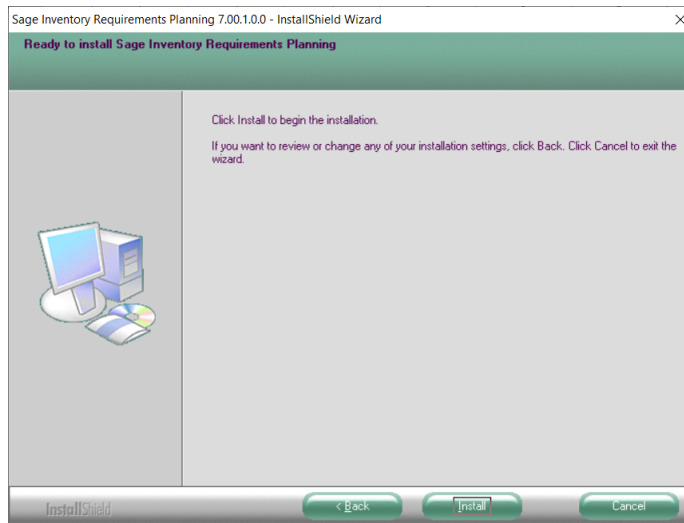 Sage Inventory Requirements Planning 7.00.1.0.0 - InstallShield Wizard
Ready to install Sage Inventory Requirements Planning
Click Install to begin the installation.
If you want to review or change any of your installation settings, click Back. Click Cancel to exit the
wizard.
InstallShield
< Back
Install
Cancel